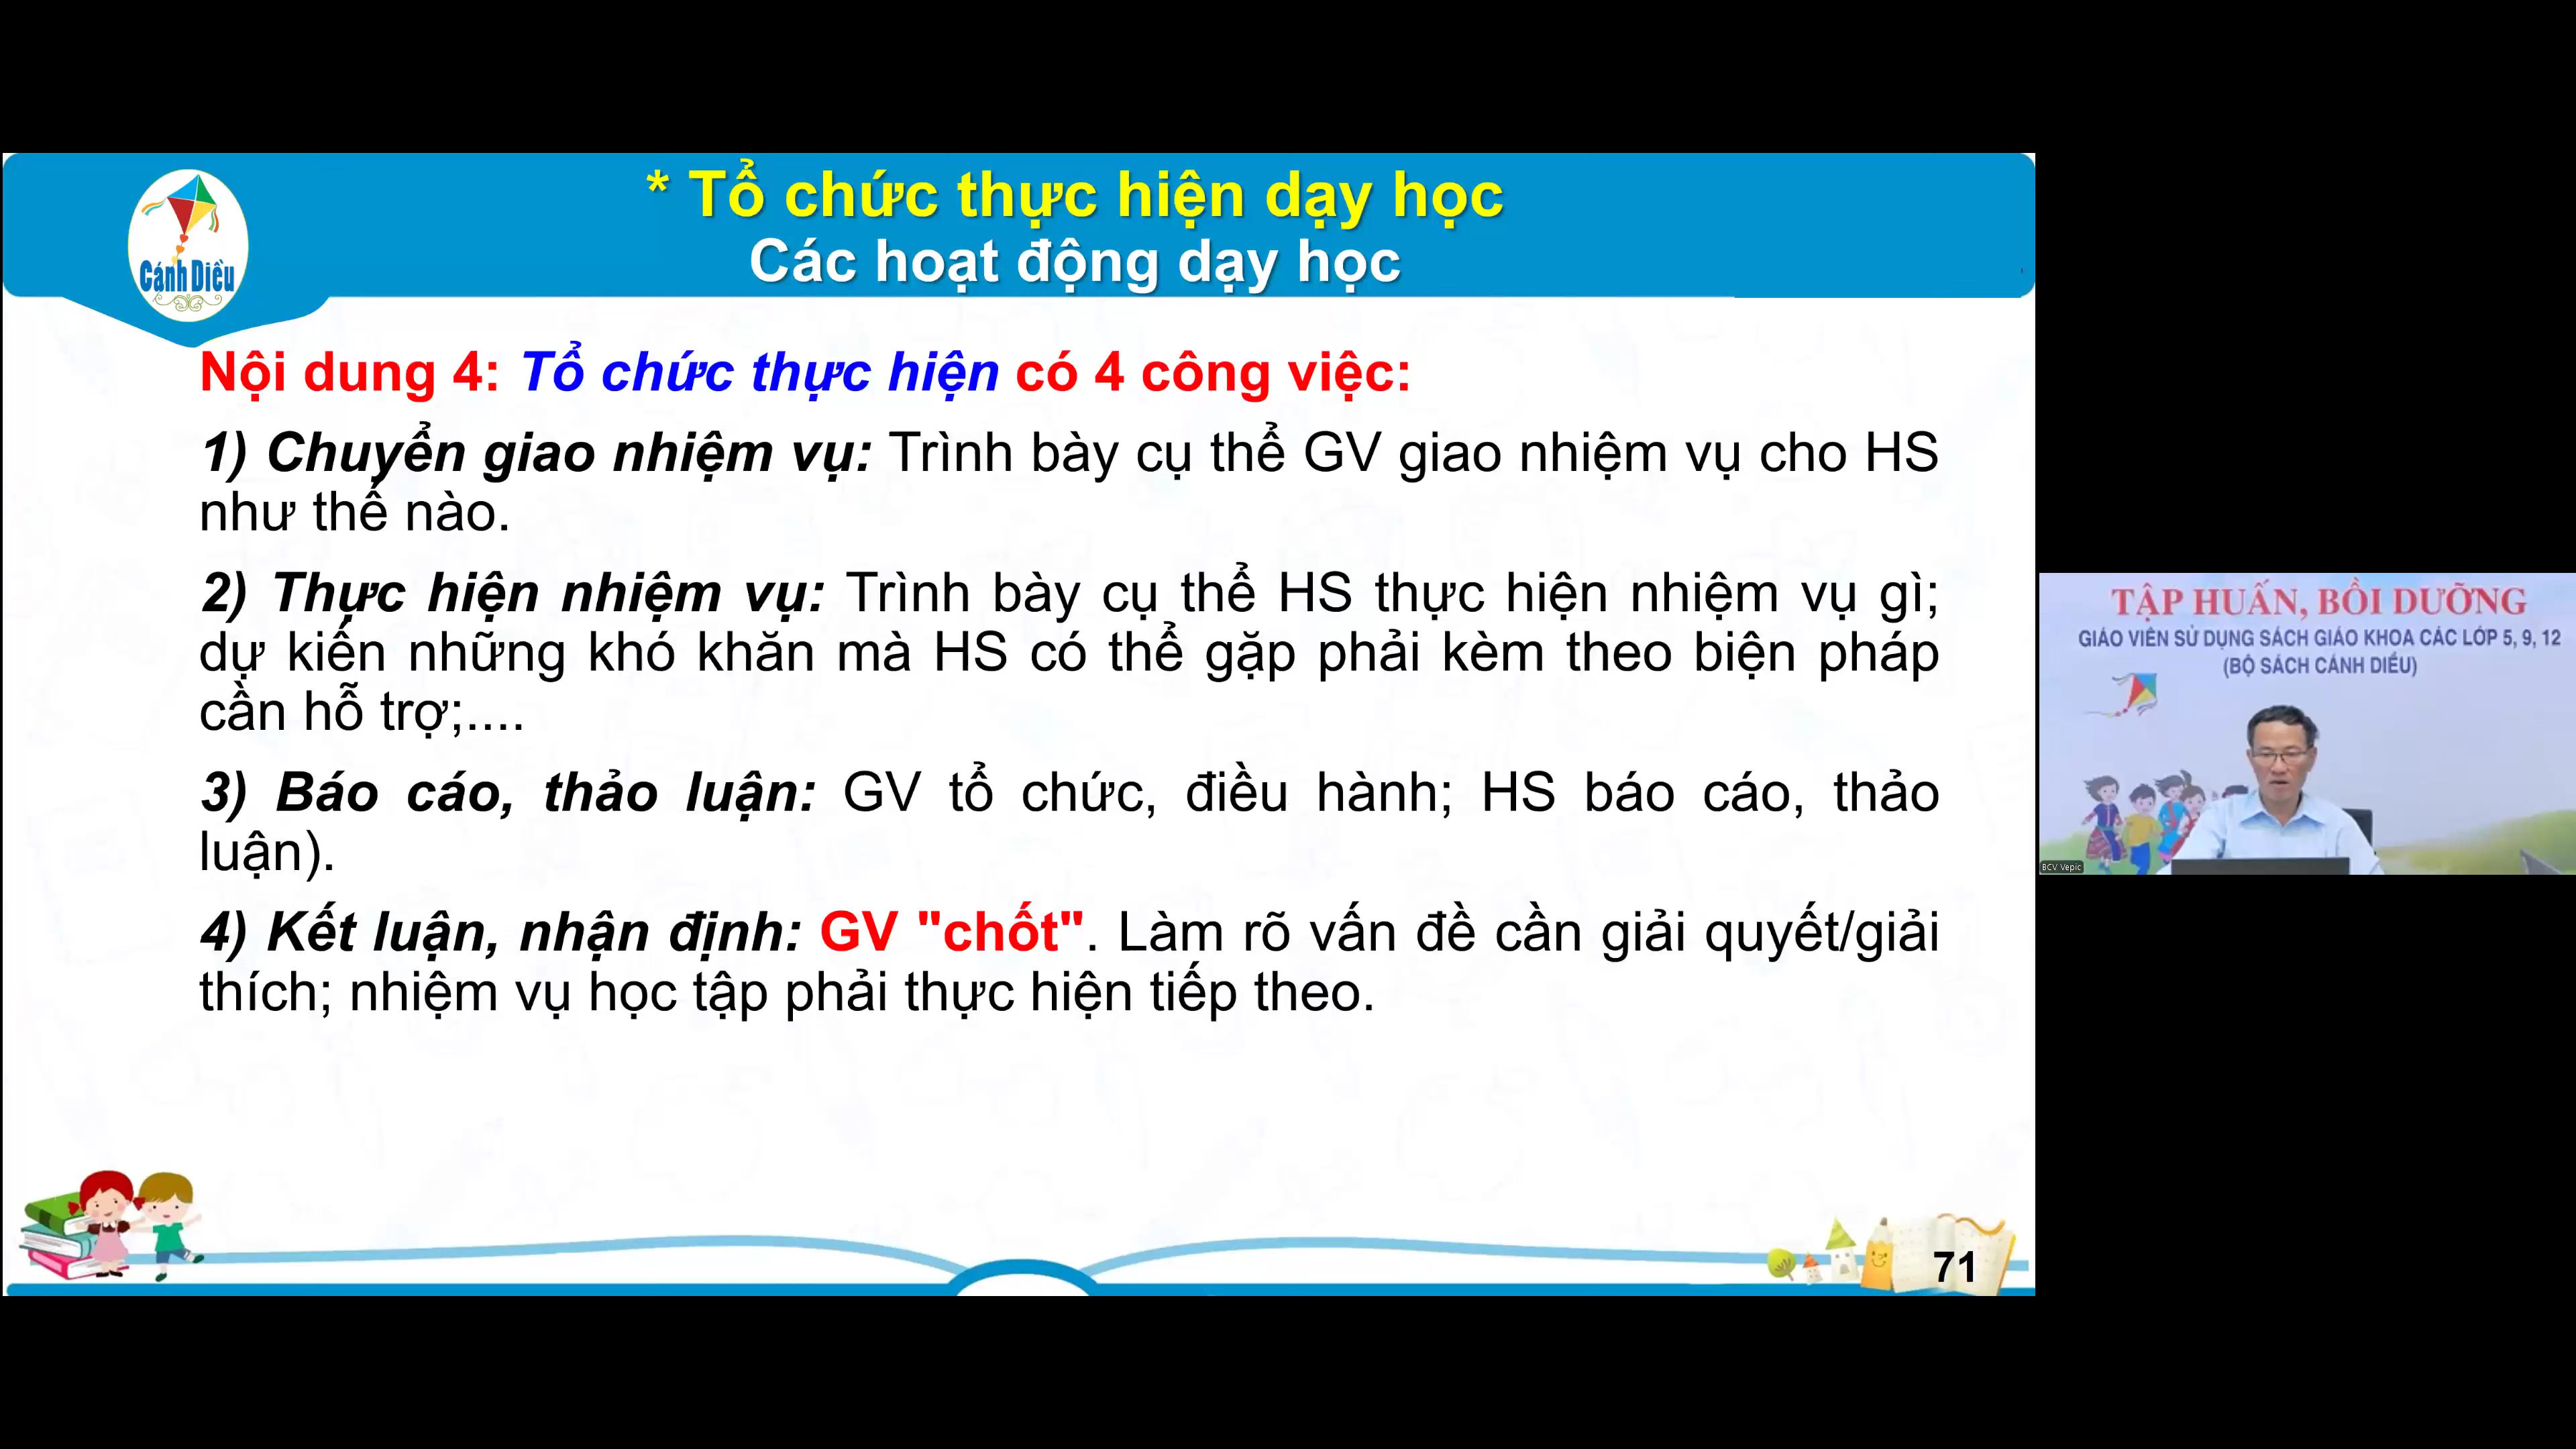 * Tổ chức thực hiện dạy học
Các hoạt động dạy học
Cánh Diều
Nội dung 4: Tổ chức thực hiện có 4 công việc:
1) Chuyển giao nhiệm vụ: Trình bày cụ thể GV giao nhiệm vụ cho HS
như thế nào.
2) Thực hiện nhiệm vụ: Trình bày cụ thể HS thực hiện nhiệm vụ gì;
dự kiến những khó khăn mà HS có thể gặp phải kèm theo biện pháp
cần hỗ trợ;....
3) Báo cáo, thảo luận: GV tổ chức, điều hành; HS báo cáo, thảo
luận).
4) Kết luận, nhận định: GV "chốt". Làm rõ vấn đề cần giải quyết/giải
thích; nhiệm vụ học tập phải thực hiện tiếp theo.
71
TẬP HUẤN, BỒI DƯỠNG
GIÁO VIÊN SỬ DỤNG SÁCH GIÁO KHOA CÁC LỚP 5, 9, 12
(BỘ SÁCH CÁNH DIỀU)
BCV Vepic